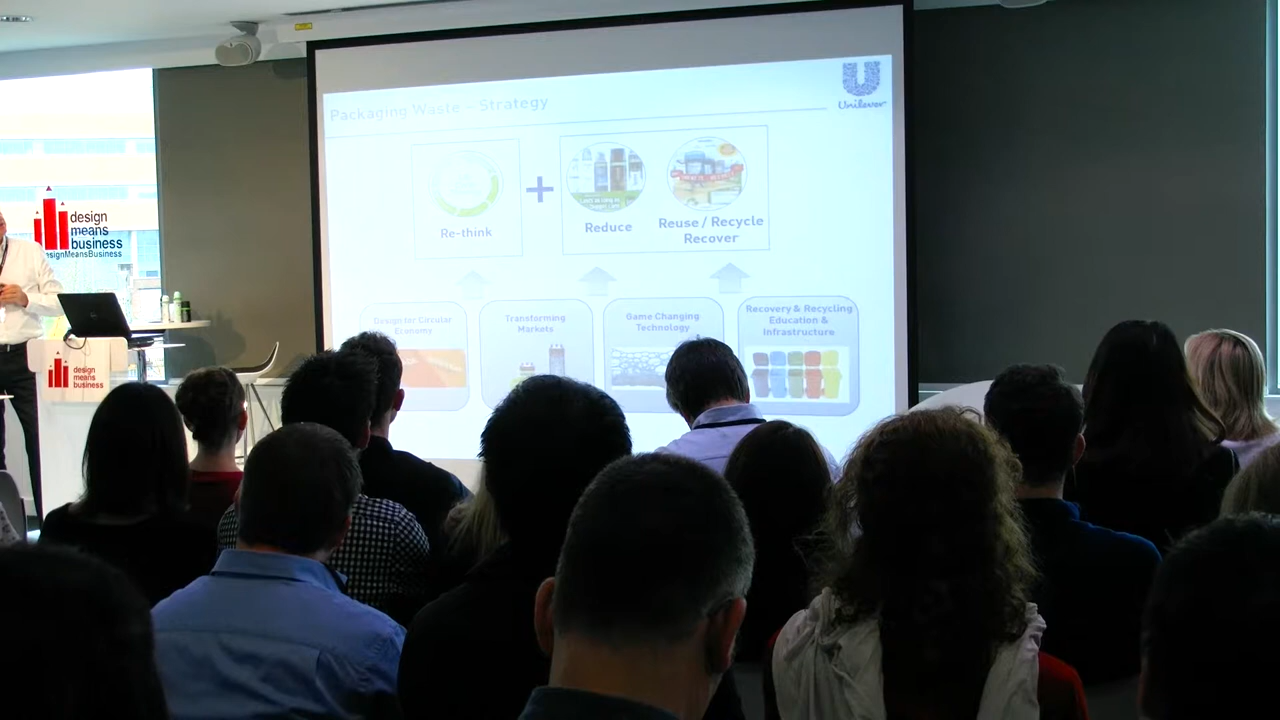 Packaging Waste - Strategy
Unilever
Re-think
+
Reduce
Reuse / Recycle
Recover
Design for Circular
Economy
Transforming
Markets
Game Changing
Technology
Recovery & Recycling
Education &
Infrastructure
design
means
business
signMeansBusiness
design
means
business